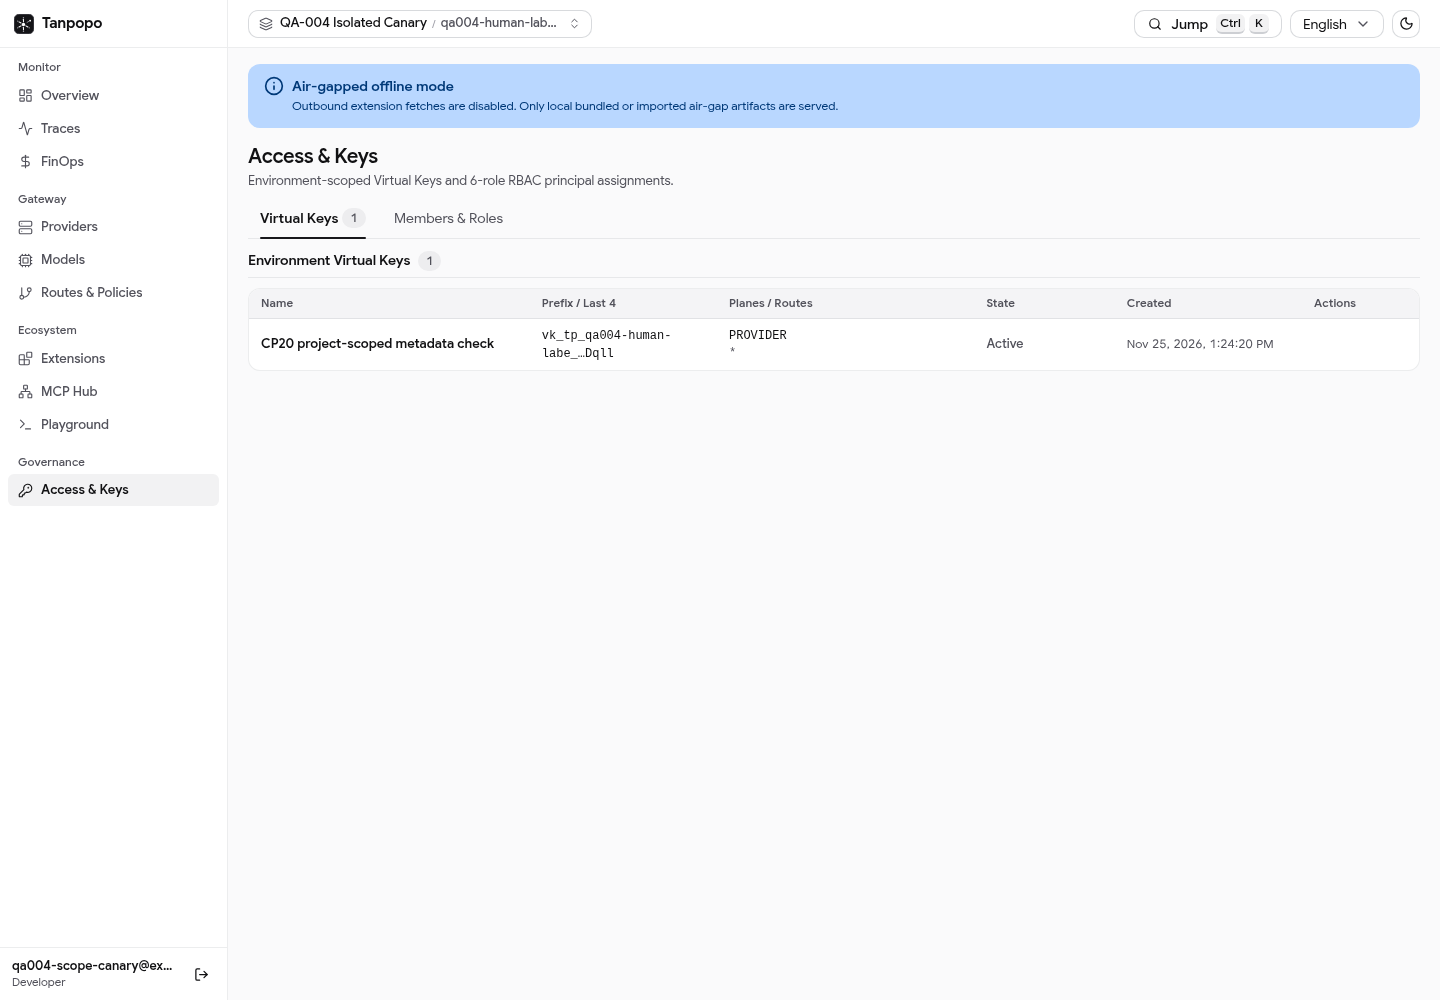 Tanpopo
QA-004 Isolated Canary / qa004-human-lab...
Jump Ctrl K
English
Monitor
Overview
Traces
FinOps
Gateway
Providers
Models
Routes & Policies
Ecosystem
Extensions
MCP Hub
Playground
Governance
Access & Keys
qa004-scope-canary@ex...
Developer
Air-gapped offline mode
Outbound extension fetches are disabled. Only local bundled or imported air-gap artifacts are served.
Access & Keys
Environment-scoped Virtual Keys and 6-role RBAC principal assignments.
Virtual Keys 1 Members & Roles
Environment Virtual Keys 1
Name Prefix / Last 4 Planes / Routes State Created Actions
CP20 project-scoped metadata check vk_tp_qa004-human- PROVIDER Active Nov 25, 2026, 1:24:20 PM
labe_…Dqll *